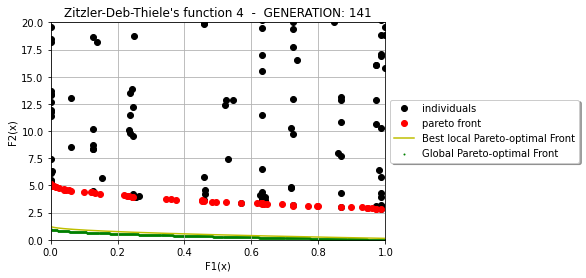 Zitzler-Deb-Thiele's function 4 - GENERATION: 141
20.0
17.5
15.0
12.5
10.0
7.5
5.0
2.5
0.0
F2(x)
0.0 0.2 0.4 0.6 0.8 1.0
F1(x)
individuals
pareto front
Best local Pareto-optimal Front
Global Pareto-optimal Front